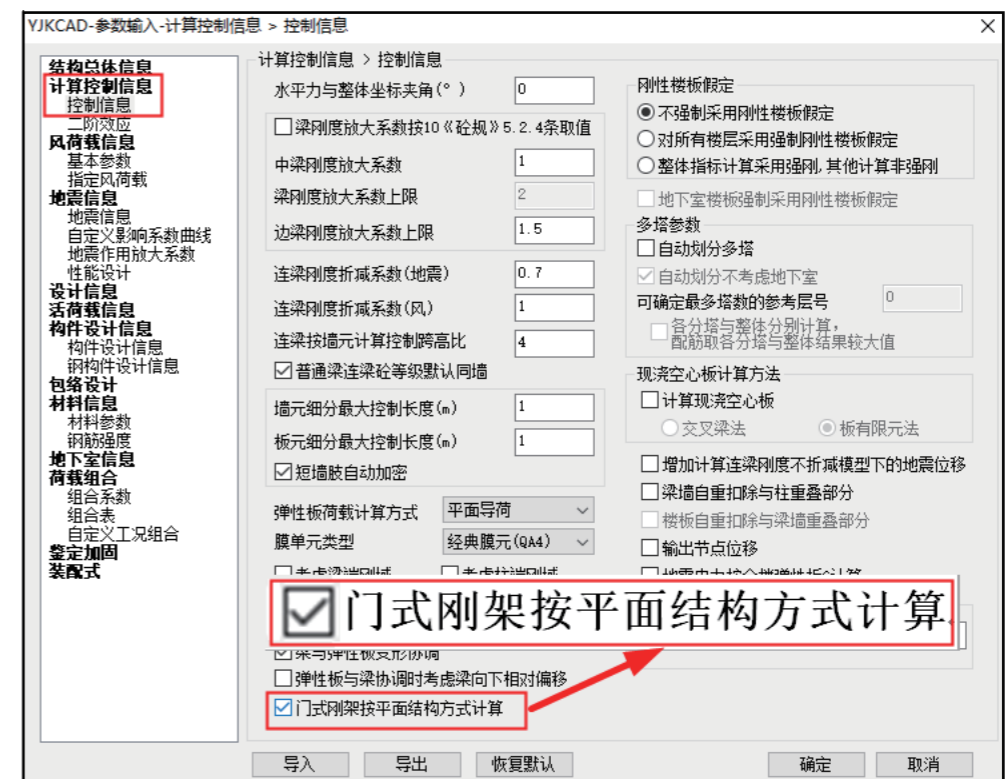 YJKCAD-参数输入-计算控制信息 > 控制信息
结构总体信息
计算控制信息
控制信息
二阶效应
风荷载信息
基本参数
指定风荷载
地震信息
地震信息
自定义影响系数曲线
地震作用放大系数
性能设计
设计信息
活荷载信息
构件设计信息
构件设计信息
钢构件设计信息
包络设计
材料信息
材料参数
钢筋强度
地下室信息
荷载组合
组合系数
组合表
自定义工况组合
鉴定加固
装配式
计算控制信息 > 控制信息
水平力与整体坐标夹角(° ) 0
梁刚度放大系数按10《砼规》5.2.4条取值
中梁刚度放大系数 1
梁刚度放大系数上限 2
边梁刚度放大系数上限 1.5
连梁刚度折减系数(地震) 0.7
连梁刚度折减系数(风) 1
连梁按墙元计算控制跨高比 4
普通梁连梁砼等级默认同墙
墙元细分最大控制长度(m) 1
板元细分最大控制长度(m) 1
短墙肢自动加密
弹性板荷载计算方式 平面导荷
膜单元类型 经典膜元(QA4)
考虑梁端刚域 考虑柱端刚域
门式刚架按平面结构方式计算
梁与弹性板变形协调
弹性板与梁协调时考虑梁向下相对偏移
门式刚架按平面结构方式计算
刚性楼板假定
不强制采用刚性楼板假定
对所有楼层采用强制刚性楼板假定
整体指标计算采用强刚,其他计算非强刚
地下室楼板强制采用刚性楼板假定
多塔参数
自动划分多塔
自动划分不考虑地下室
可确定最多塔数的参考层号 0
各分塔与整体分别计算,
配筋取各分塔与整体结果较大值
现浇空心板计算方法
计算现浇空心板
交叉梁法 板有限元法
增加计算连梁刚度不折减模型下的地震位移
梁墙自重扣除与柱重叠部分
楼板自重扣除与梁墙重叠部分
输出节点位移
导入 导出 恢复默认 确定 取消